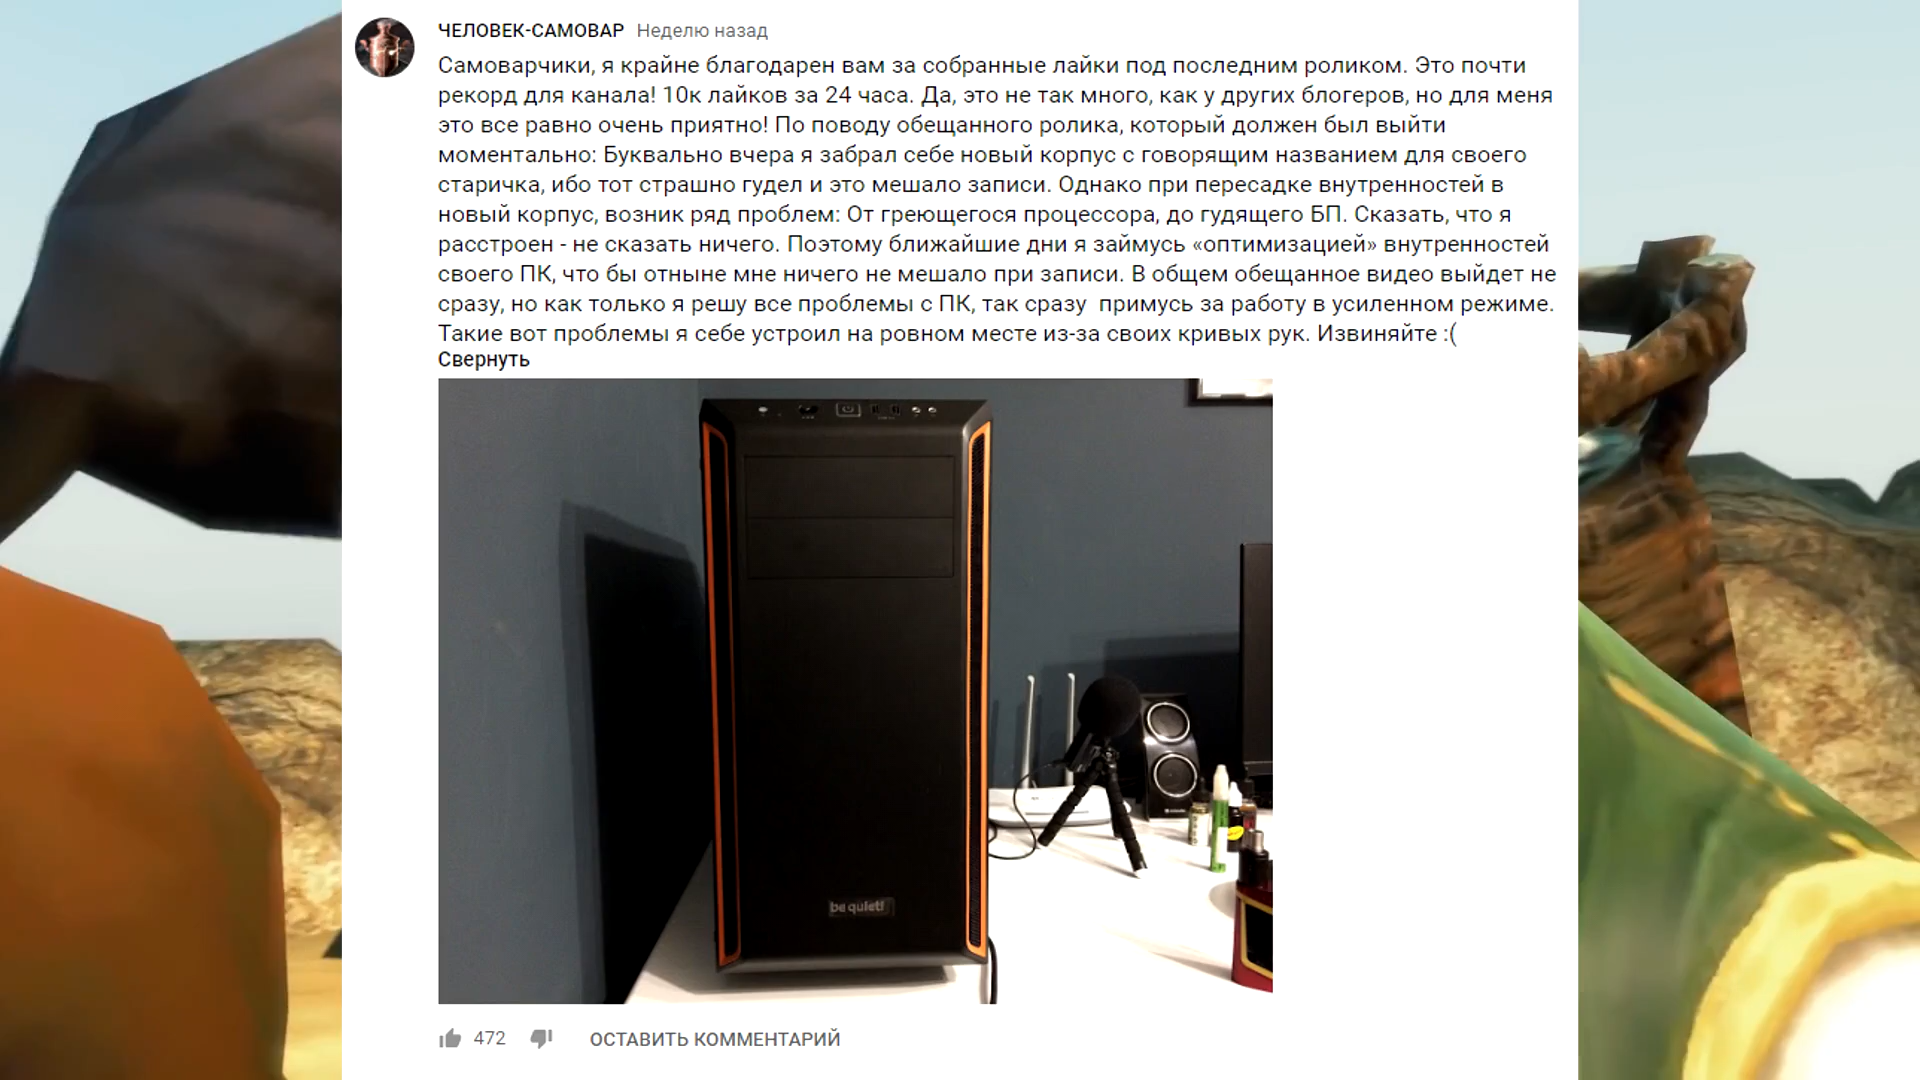 ЧЕЛОВЕК-САМОВАР Неделю назад
Самоварчики, я крайне благодарен вам за собранные лайки под последним роликом. Это почти
рекорд для канала! 10к лайков за 24 часа. Да, это не так много, как у других блогеров, но для меня
это все равно очень приятно! По поводу обещанного ролика, который должен был выйти
моментально: Буквально вчера я забрал себе новый корпус с говорящим названием для своего
старичка, ибо тот страшно гудел и это мешало записи. Однако при пересадке внутренностей в
новый корпус, возник ряд проблем: От греющегося процессора, до гудящего БП. Сказать, что я
расстроен - не сказать ничего. Поэтому ближайшие дни я займусь «оптимизацией» внутренностей
своего ПК, что бы отныне мне ничего не мешало при записи. В общем обещанное видео выйдет не
сразу, но как только я решу все проблемы с ПК, так сразу  примусь за работу в усиленном режиме.
Такие вот проблемы я себе устроил на ровном месте из-за своих кривых рук. Извиняйте :(
Свернуть
be quiet!
472
ОСТАВИТЬ КОММЕНТАРИЙ